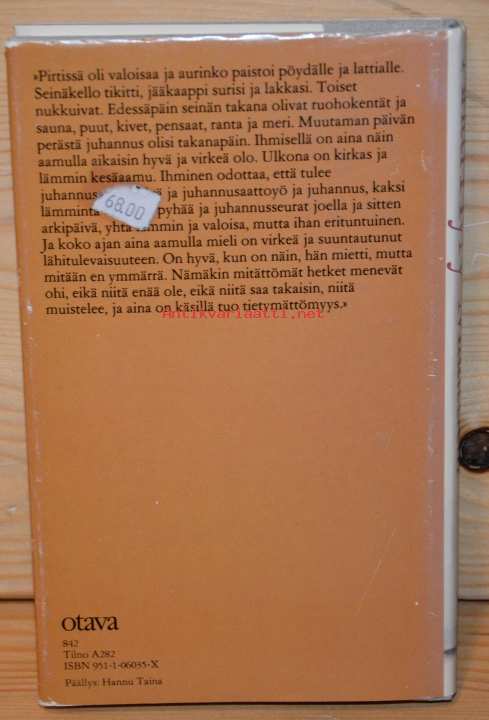 »Pirtissä oli valoisaa ja aurinko paistoi pöydälle ja lattialle.
Seinäkello tikitti, jääkaappi surisi ja lakkasi. Toiset
nukkuivat. Edessäpäin seinän takana olivat ruohokentät ja
sauna, puut, kivet, pensaat, ranta ja meri. Muutaman päivän
perästä juhannus olisi takanapäin. Ihmisellä on aina näin
aamulla aikaisin hyvä ja virkeä olo. Ulkona on kirkas ja
lämmin kesäaamu. Ihminen odottaa, että tulee
ja juhannusaattoyö ja juhannus, kaksi
68.00
lämmintä pyhää ja juhannusseurat joella ja sitten
arkipäivä, yhtä lämmin ja valoisa, mutta ihan erituntuinen.
Ja koko ajan aina aamulla mieli on virkeä ja suuntautunut
lähitulevaisuuteen. On hyvä, kun on näin, hän mietti, mutta
mitään en ymmärrä. Nämäkin mitättömät hetket menevät
ohi, eikä niitä enää ole, eikä niitä saa takaisin, niitä
muistelee, ja aina on käsillä tuo tietymättömyys.»
Antikvariaatti.net
otava
842
Tilno A282
ISBN 951-1-06035-X
Päällys: Hannu Taina